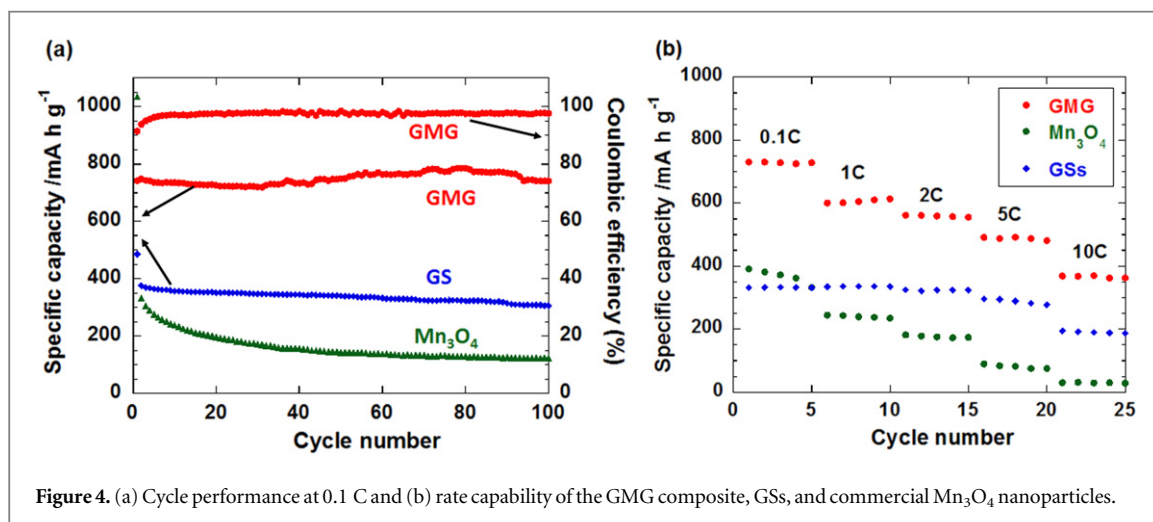 (a)
Specific capacity /mA h g⁻¹
1000
800
600
400
200
0
GMG
GMG
GS
Mn₃O₄
100
80
60
40
20
0
Coulombic efficiency (%)
0 20 40 60 80 100
Cycle number
(b)
Specific capacity /mA h g⁻¹
1000
800
600
400
200
0
0.1C
1C
2C
5C
10C
GMG
Mn₃O₄
GSs
0 5 10 15 20 25
Cycle number
Figure 4. (a) Cycle performance at 0.1 C and (b) rate capability of the GMG composite, GSs, and commercial Mn₃O₄ nanoparticles.